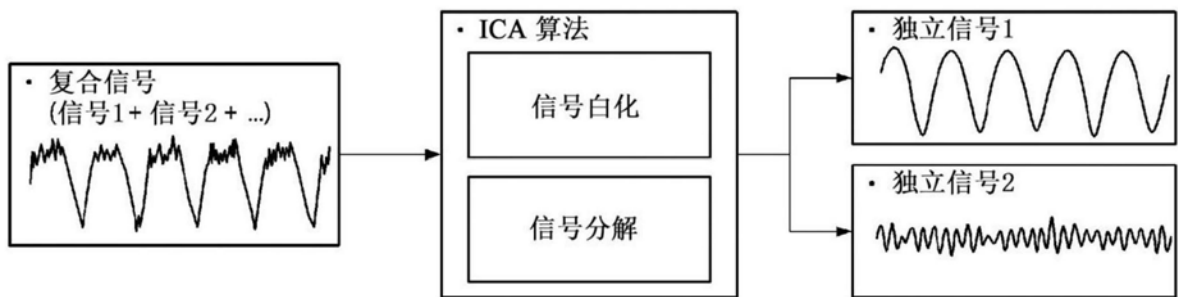 · 复合信号
(信号1+ 信号2 + ...)
· ICA 算法
信号白化
信号分解
· 独立信号1
· 独立信号2